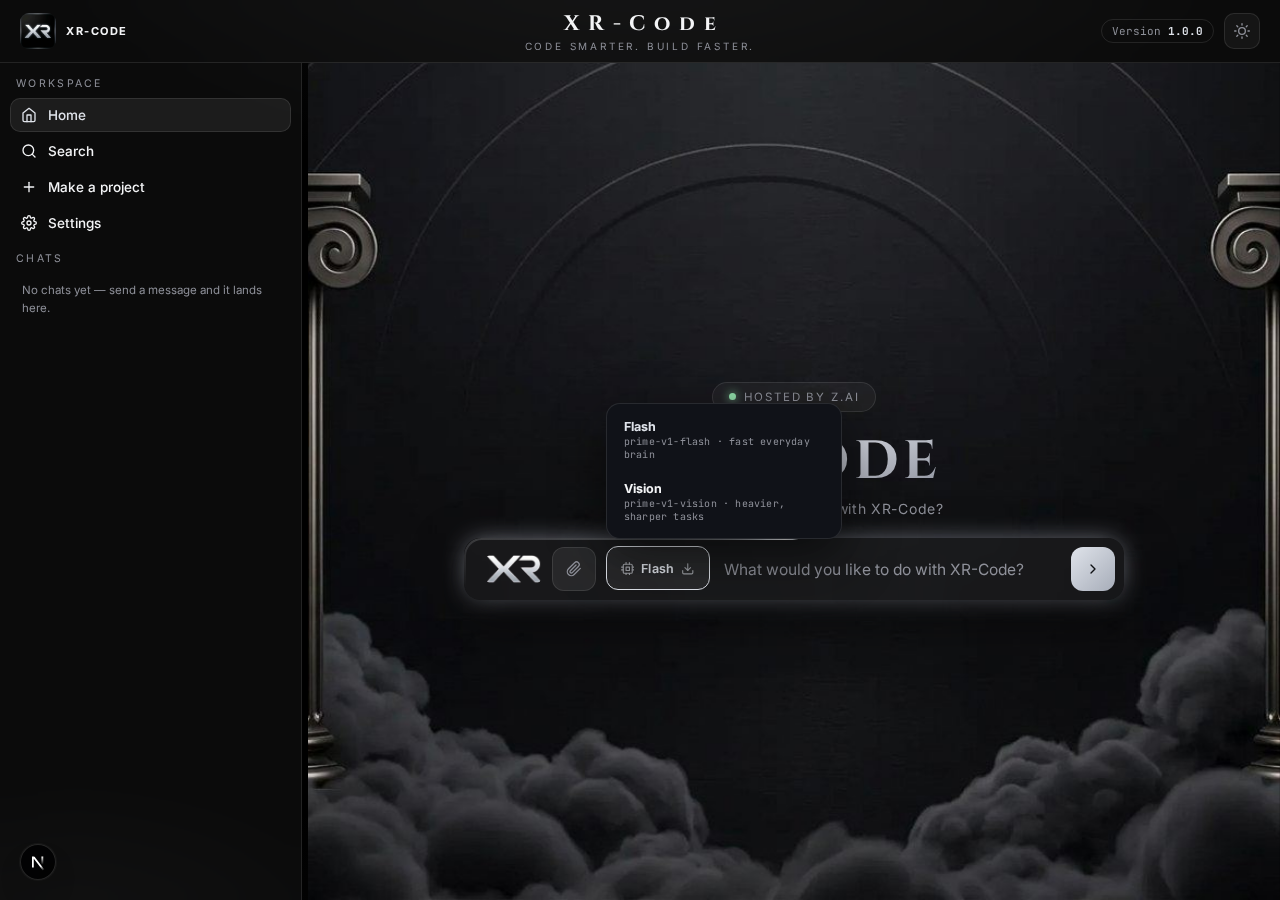 XR
XR-CODE
XR-CODE
CODE SMARTER. BUILD FASTER.
Version 1.0.0
WORKSPACE
Home
Search
Make a project
Settings
CHATS
No chats yet — send a message and it lands
here.
HOSTED BY Z.AI
Flash
prime-v1-flash · fast everyday
brain
Vision
prime-v1-vision · heavier,
sharper tasks
DE
with XR-Code?
XR
Flash
What would you like to do with XR-Code?
N